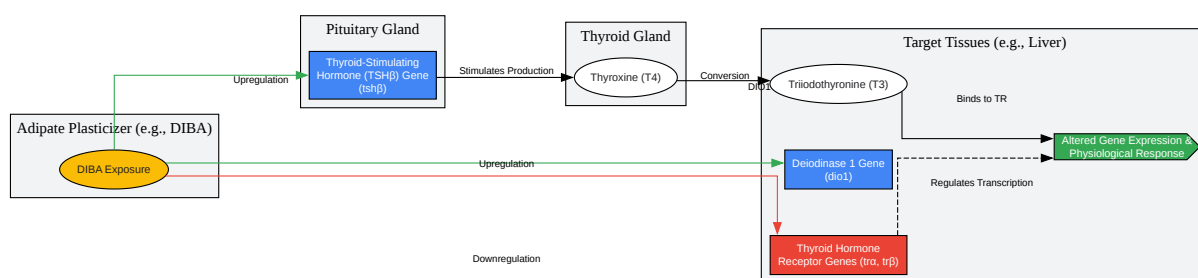 Pituitary Gland
Thyroid-Stimulating
Hormone (TSHβ) Gene
(tshβ)
Upregulation
Stimulates Production
Thyroid Gland
Thyroxine (T4)
Conversion
DIO1
Target Tissues (e.g., Liver)
Triiodothyronine (T3)
Binds to TR
Altered Gene Expression &
Physiological Response
Adipate Plasticizer (e.g., DIBA)
DIBA Exposure
Upregulation
Deiodinase 1 Gene
(dio1)
Regulates Transcription
Thyroid Hormone
Receptor Genes (trα, trβ)
Downregulation